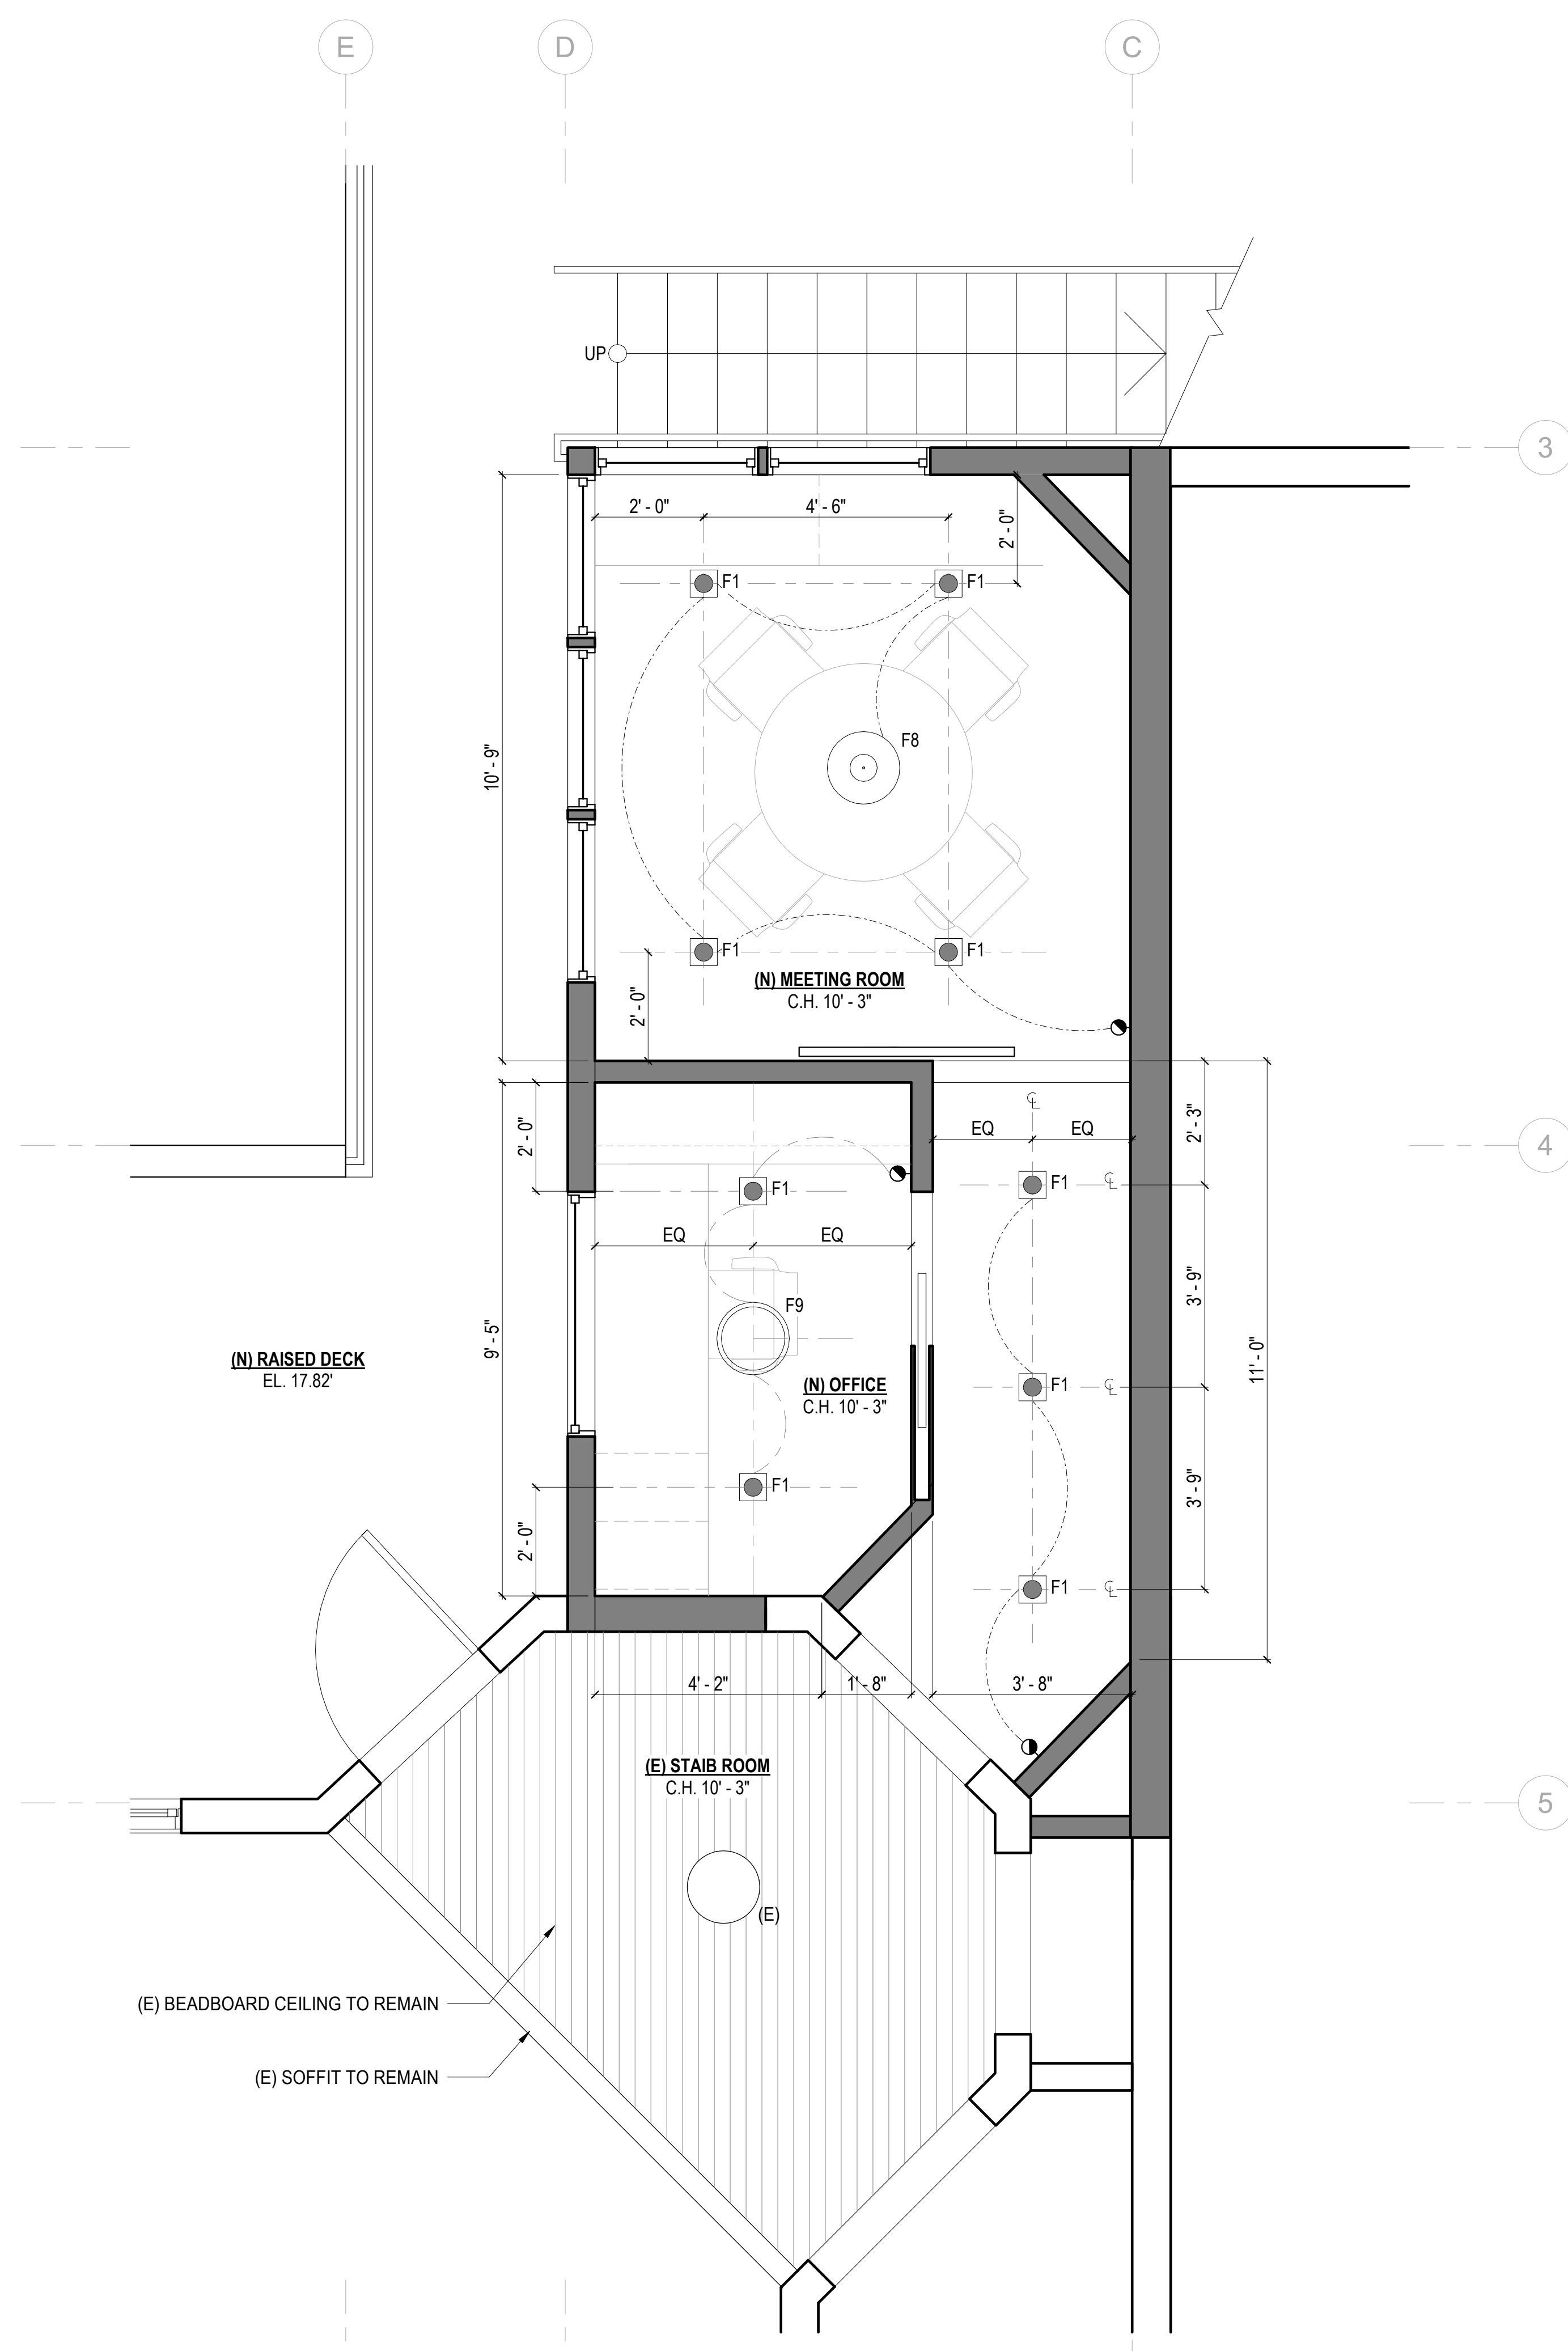 E
D
C
UP
3
2' - 0"
4' - 6"
2' - 0"
F1
F1
F8
10' - 9"
F1
F1
(N) MEETING ROOM
C.H. 10' - 3"
2' - 0"
2' - 3"
2' - 0"
EQ
EQ
4
F1
F1
EQ
EQ
3' - 9"
F9
9' - 5"
11' - 0"
(N) RAISED DECK
EL. 17.82'
(N) OFFICE
C.H. 10' - 3"
F1
F1
3' - 9"
2' - 0"
F1
4' - 2"
1' - 8"
3' - 8"
(E) STAIB ROOM
C.H. 10' - 3"
5
(E)
(E) BEADBOARD CEILING TO REMAIN
(E) SOFFIT TO REMAIN